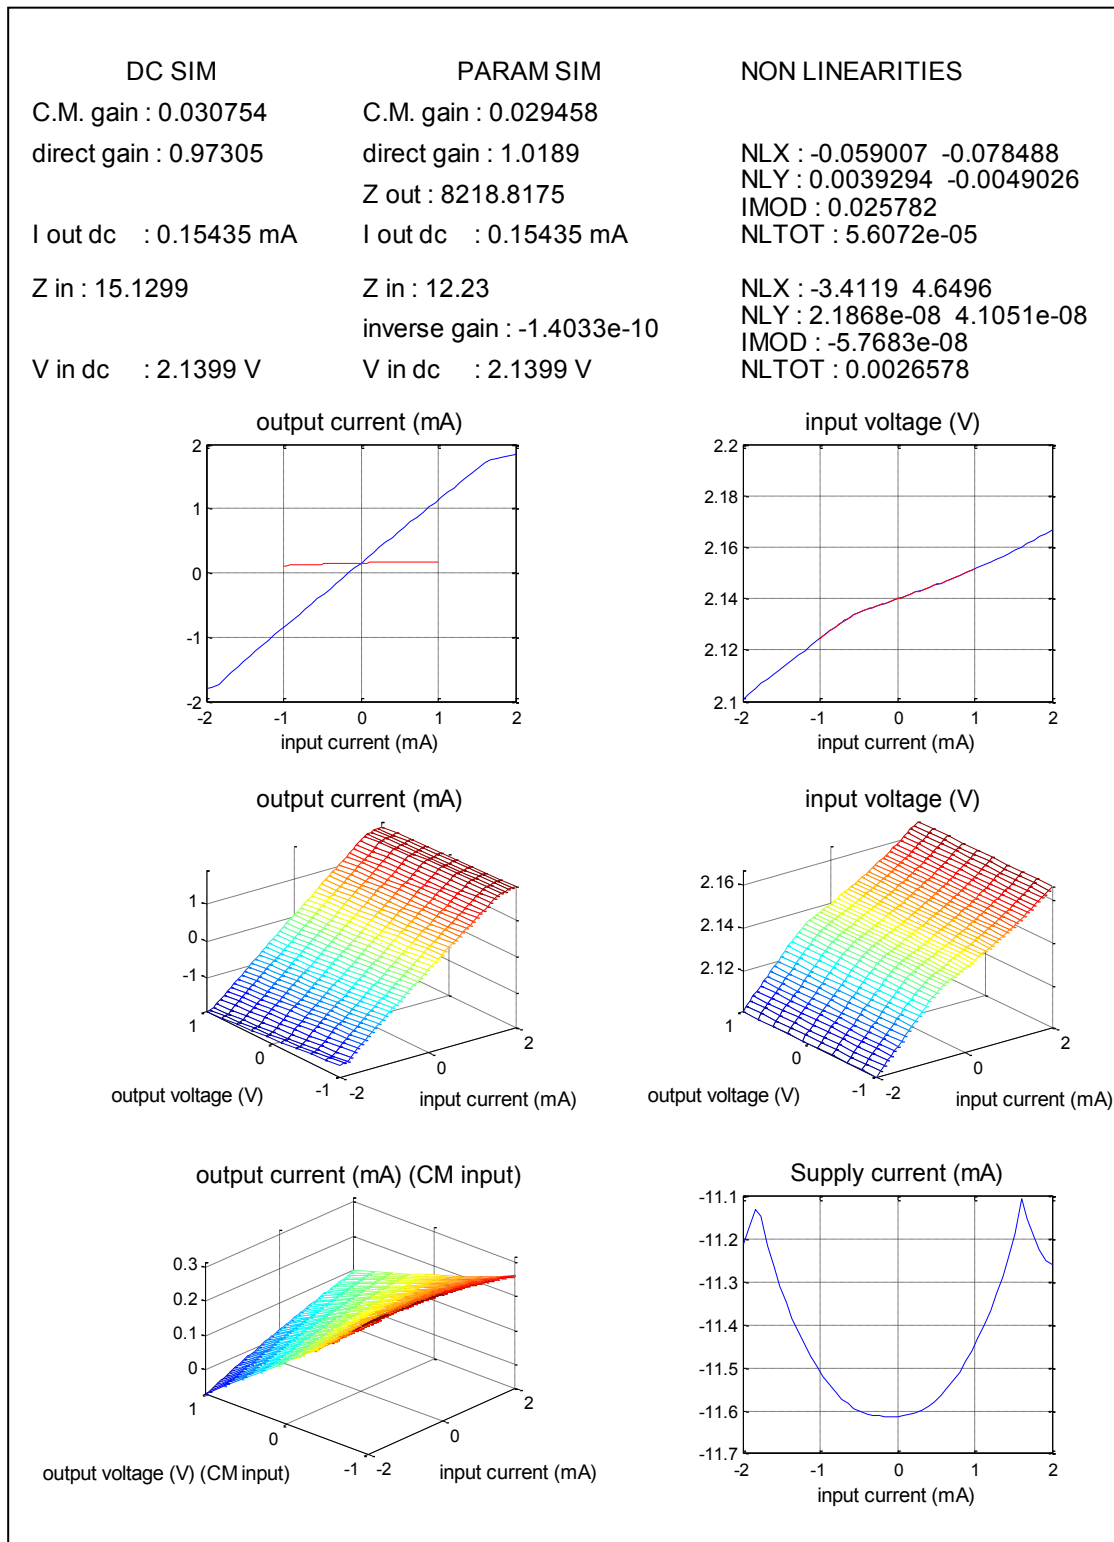 DC SIM PARAM SIM NON LINEARITIES
C.M. gain : 0.030754 C.M. gain : 0.029458
direct gain : 0.97305 direct gain : 1.0189 NLX : -0.059007 -0.078488
NLY : 0.0039294 -0.0049026
Z out : 8218.8175
IMOD : 0.025782
I out dc : 0.15435 mA I out dc : 0.15435 mA NLTOT : 5.6072e-05
Z in : 15.1299 Z in : 12.23 NLX : -3.4119 4.6496
NLY : 2.1868e-08 4.1051e-08
inverse gain : -1.4033e-10
IMOD : -5.7683e-08
V in dc : 2.1399 V V in dc : 2.1399 V NLTOT : 0.0026578
output current (mA)
2
1
0
-1
-2
-2 -1 0 1 2
input current (mA)
input voltage (V)
2.2
2.18
2.16
2.14
2.12
2.1
-2 -1 0 1 2
input current (mA)
output current (mA)
1
0
-1
1 0 -1
-2 0 2
output voltage (V) input current (mA)
input voltage (V)
2.16
2.14
2.12
1 0 -1
-2 0 2
output voltage (V) input current (mA)
output current (mA) (CM input)
0.3
0.2
0.1
0
1 0 -1
-2 0 2
output voltage (V) (CM input) input current (mA)
Supply current (mA)
-11.1
-11.2
-11.3
-11.4
-11.5
-11.6
-11.7
-2 -1 0 1 2
input current (mA)